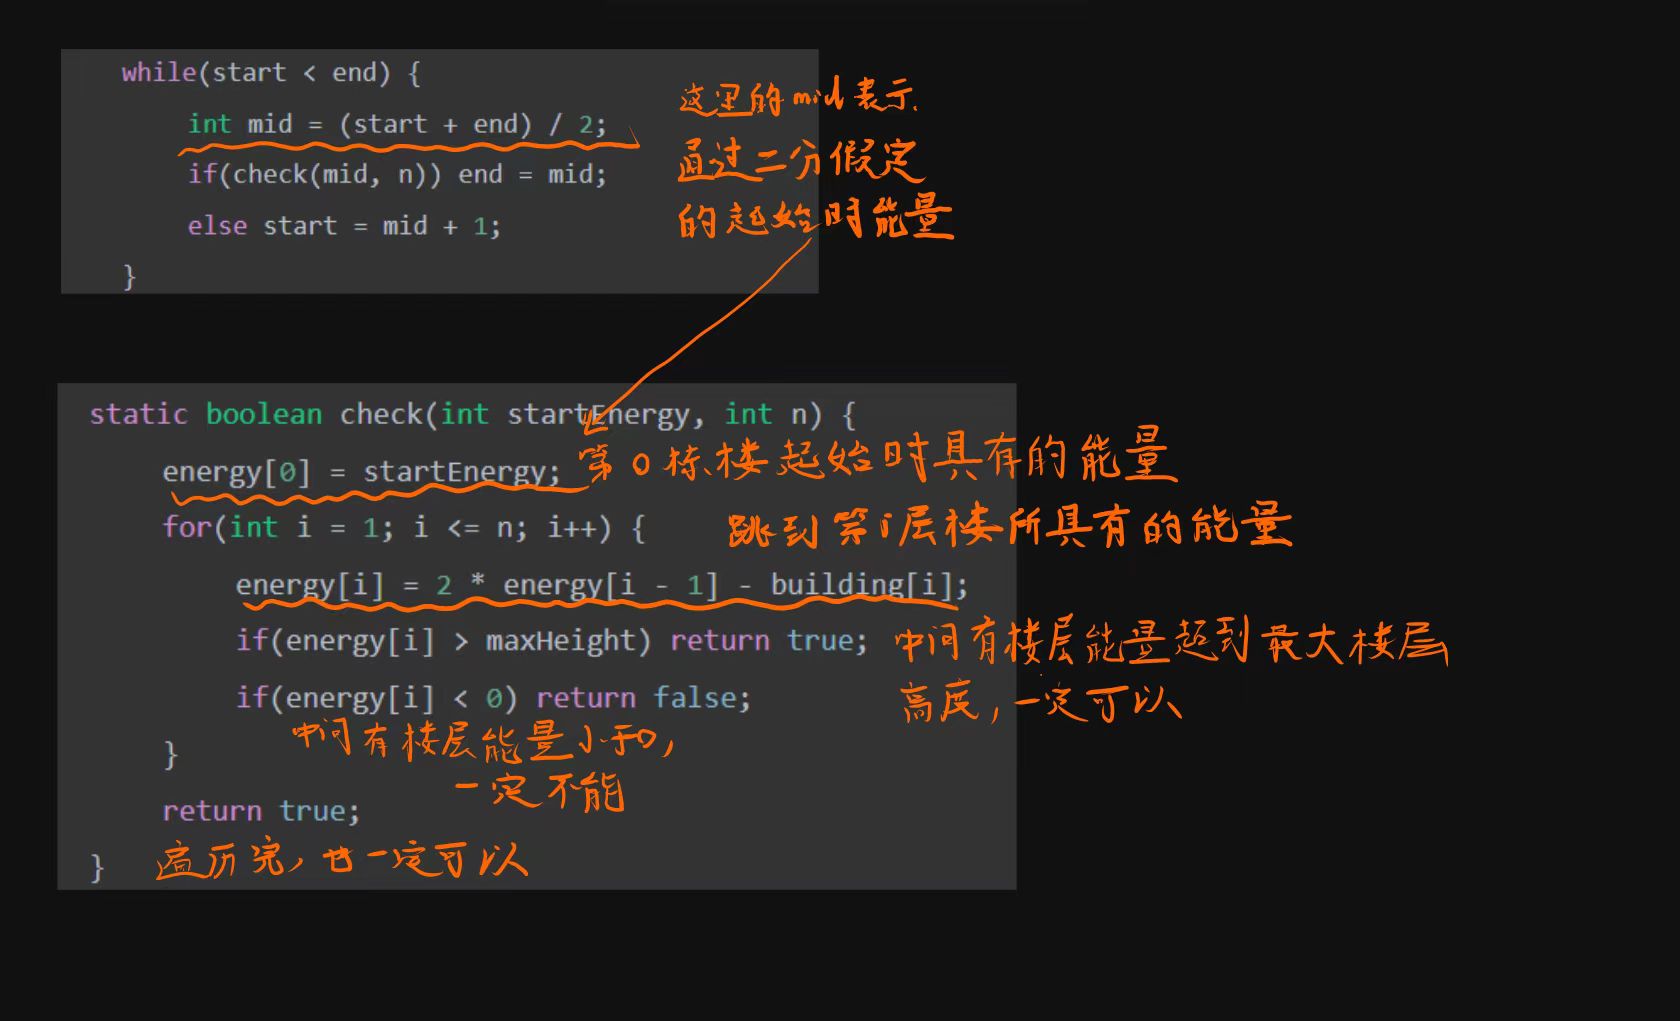 while(start < end) {
int mid = (start + end) / 2;
if(check(mid, n)) end = mid;
else start = mid + 1;
}
这里的mid表示
通过二分假定
的起始时能量
static boolean check(int startEnergy, int n) {
energy[0] = startEnergy;
第0栋楼起始时具有的能量
for(int i = 1; i <= n; i++) {
跳到第i层楼所具有的能量
energy[i] = 2 * energy[i - 1] - building[i];
if(energy[i] > maxHeight) return true;
中间有楼层能量超到最大楼层
高度,一定可以
if(energy[i] < 0) return false;
中间有楼层能量小于0,
一定不能
}
return true;
}
遍历完,也一定可以